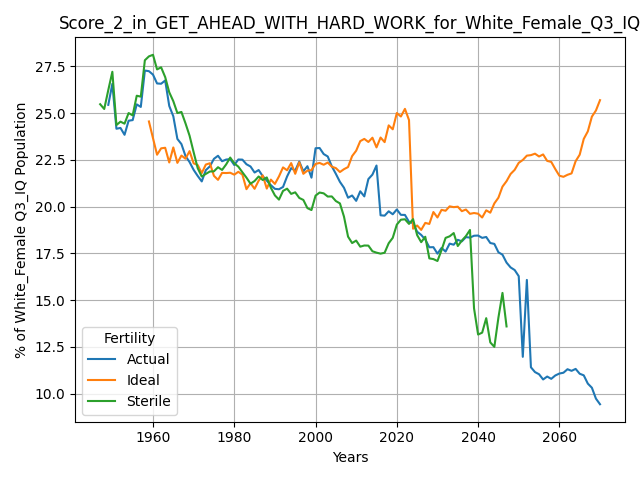 Score_2_in_GET_AHEAD_WITH_HARD_WORK_for_White_Female_Q3_IQ
% of White_Female Q3_IQ Population
27.5
25.0
22.5
20.0
17.5
15.0
12.5
10.0
Fertility
Actual
Ideal
Sterile
1960
1980
2000
2020
2040
2060
Years